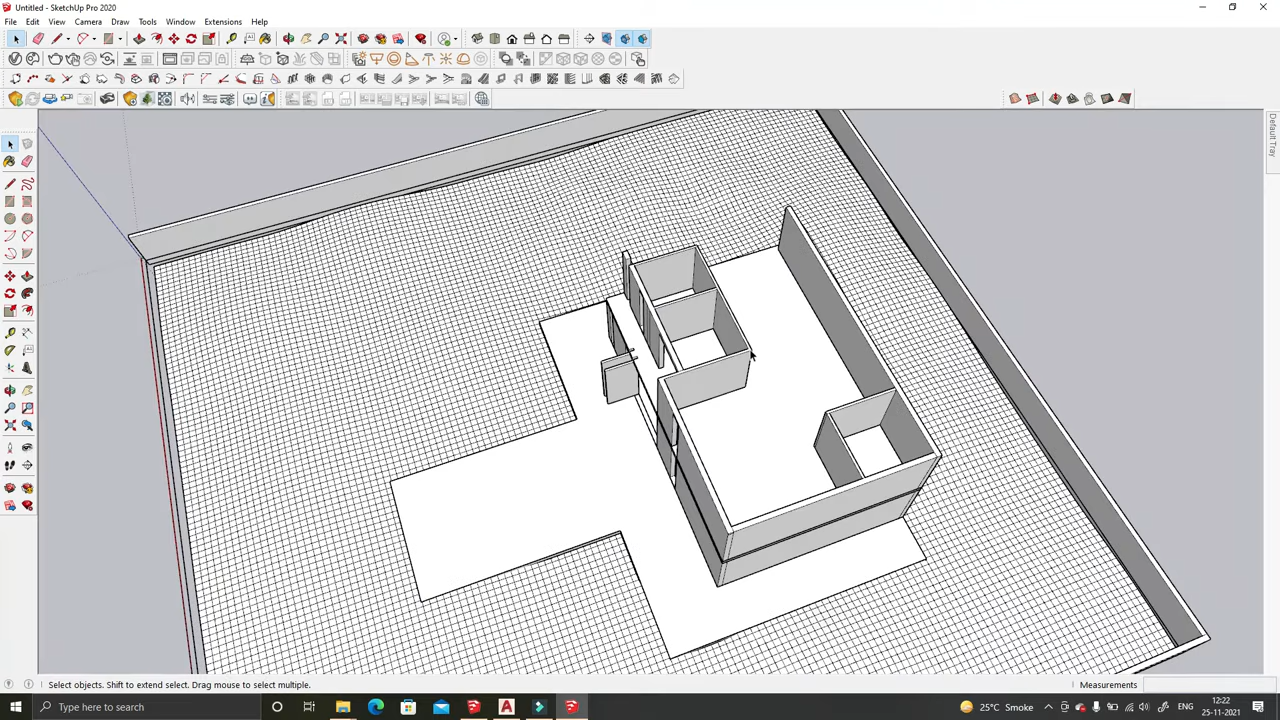 Untitled - SketchUp Pro 2020
File Edit View Camera Draw Tools Window Extensions Help
Default Tray
Select objects. Shift to extend select. Drag mouse to select multiple.
Measurements
Type here to search
25°C Smoke
ENG
12:22
25-11-2021